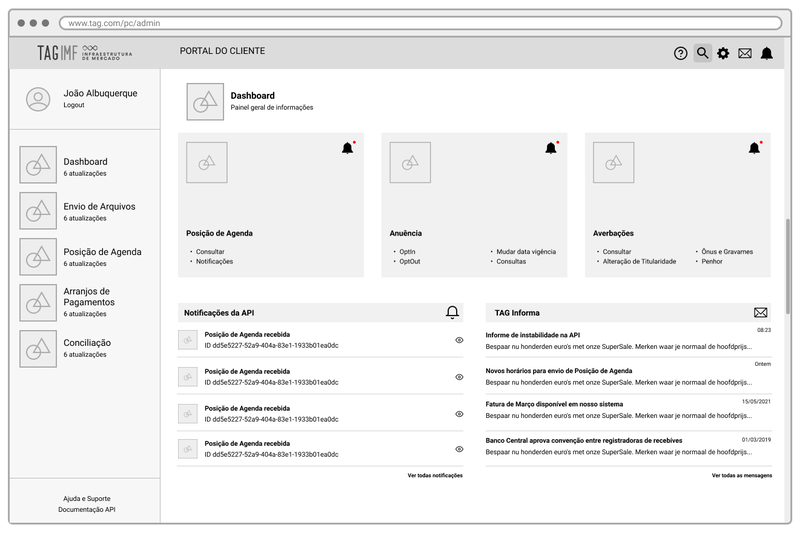 www.tag.com/pc/admin
TAG IMF INFRAESTRUTURA
DE MERCADO
PORTAL DO CLIENTE
João Albuquerque
Logout
Dashboard
6 atualizações
Envio de Arquivos
6 atualizações
Posição de Agenda
6 atualizações
Arranjos de
Pagamentos
6 atualizações
Conciliação
6 atualizações
Ajuda e Suporte
Documentação API
Dashboard
Painel geral de informações
Posição de Agenda
• Consultar
• Notificações
Anuência
• OptIn
• OptOut
• Mudar data vigência
• Consultas
Averbações
• Consultar
• Alteração de Titularidade
• Ônus e Gravames
• Penhor
Notificações da API
Posição de Agenda recebida
ID dd5e5227-52a9-404a-83e1-1933b01ea0dc
Posição de Agenda recebida
ID dd5e5227-52a9-404a-83e1-1933b01ea0dc
Posição de Agenda recebida
ID dd5e5227-52a9-404a-83e1-1933b01ea0dc
Posição de Agenda recebida
ID dd5e5227-52a9-404a-83e1-1933b01ea0dc
Ver todas notificações
TAG Informa
08:23
Informe de instabilidade na API
Bespaar nu honderden euro's met onze SuperSale. Merken waar je normaal de hoofdprijs...
Ontem
Novos horários para envio de Posição de Agenda
Bespaar nu honderden euro's met onze SuperSale. Merken waar je normaal de hoofdprijs...
15/05/2021
Fatura de Março disponível em nosso sistema
Bespaar nu honderden euro's met onze SuperSale. Merken waar je normaal de hoofdprijs...
Banco Central aprova convenção entre registradoras de recebíveis 01/03/2019
Bespaar nu honderden euro's met onze SuperSale. Merken waar je normaal de hoofdprijs...
Ver todas as mensagens